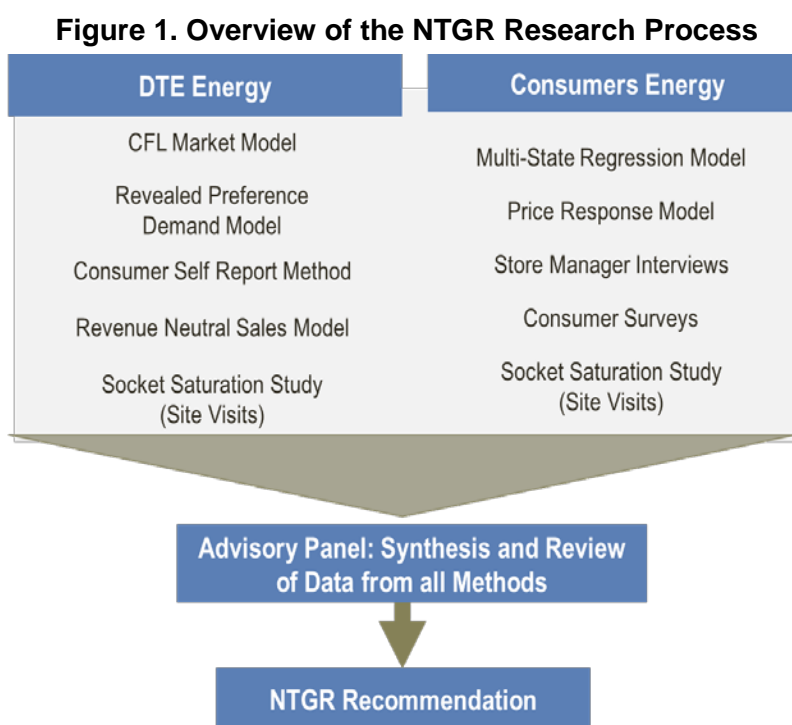 Figure 1. Overview of the NTGR Research Process
DTE Energy
CFL Market Model
Revealed Preference
Demand Model
Consumer Self Report Method
Revenue Neutral Sales Model
Socket Saturation Study
(Site Visits)
Consumers Energy
Multi-State Regression Model
Price Response Model
Store Manager Interviews
Consumer Surveys
Socket Saturation Study
(Site Visits)
Advisory Panel: Synthesis and Review
of Data from all Methods
NTGR Recommendation